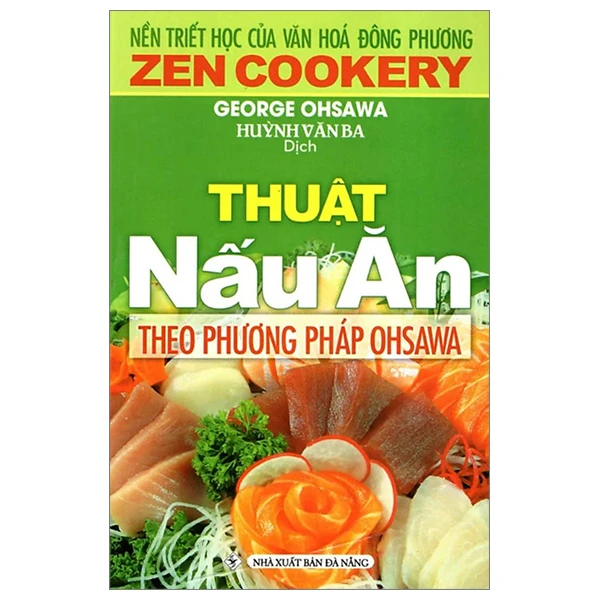 NỀN TRIẾT HỌC CỦA VĂN HOÁ ĐÔNG PHƯƠNG
ZEN COOKERY
GEORGE OHSAWA
HUỲNH VĂN BA
Dịch
THUẬT
Nấu Ăn
THEO PHƯƠNG PHÁP OHSAWA
NHÀ XUẤT BẢN ĐÀ NẴNG